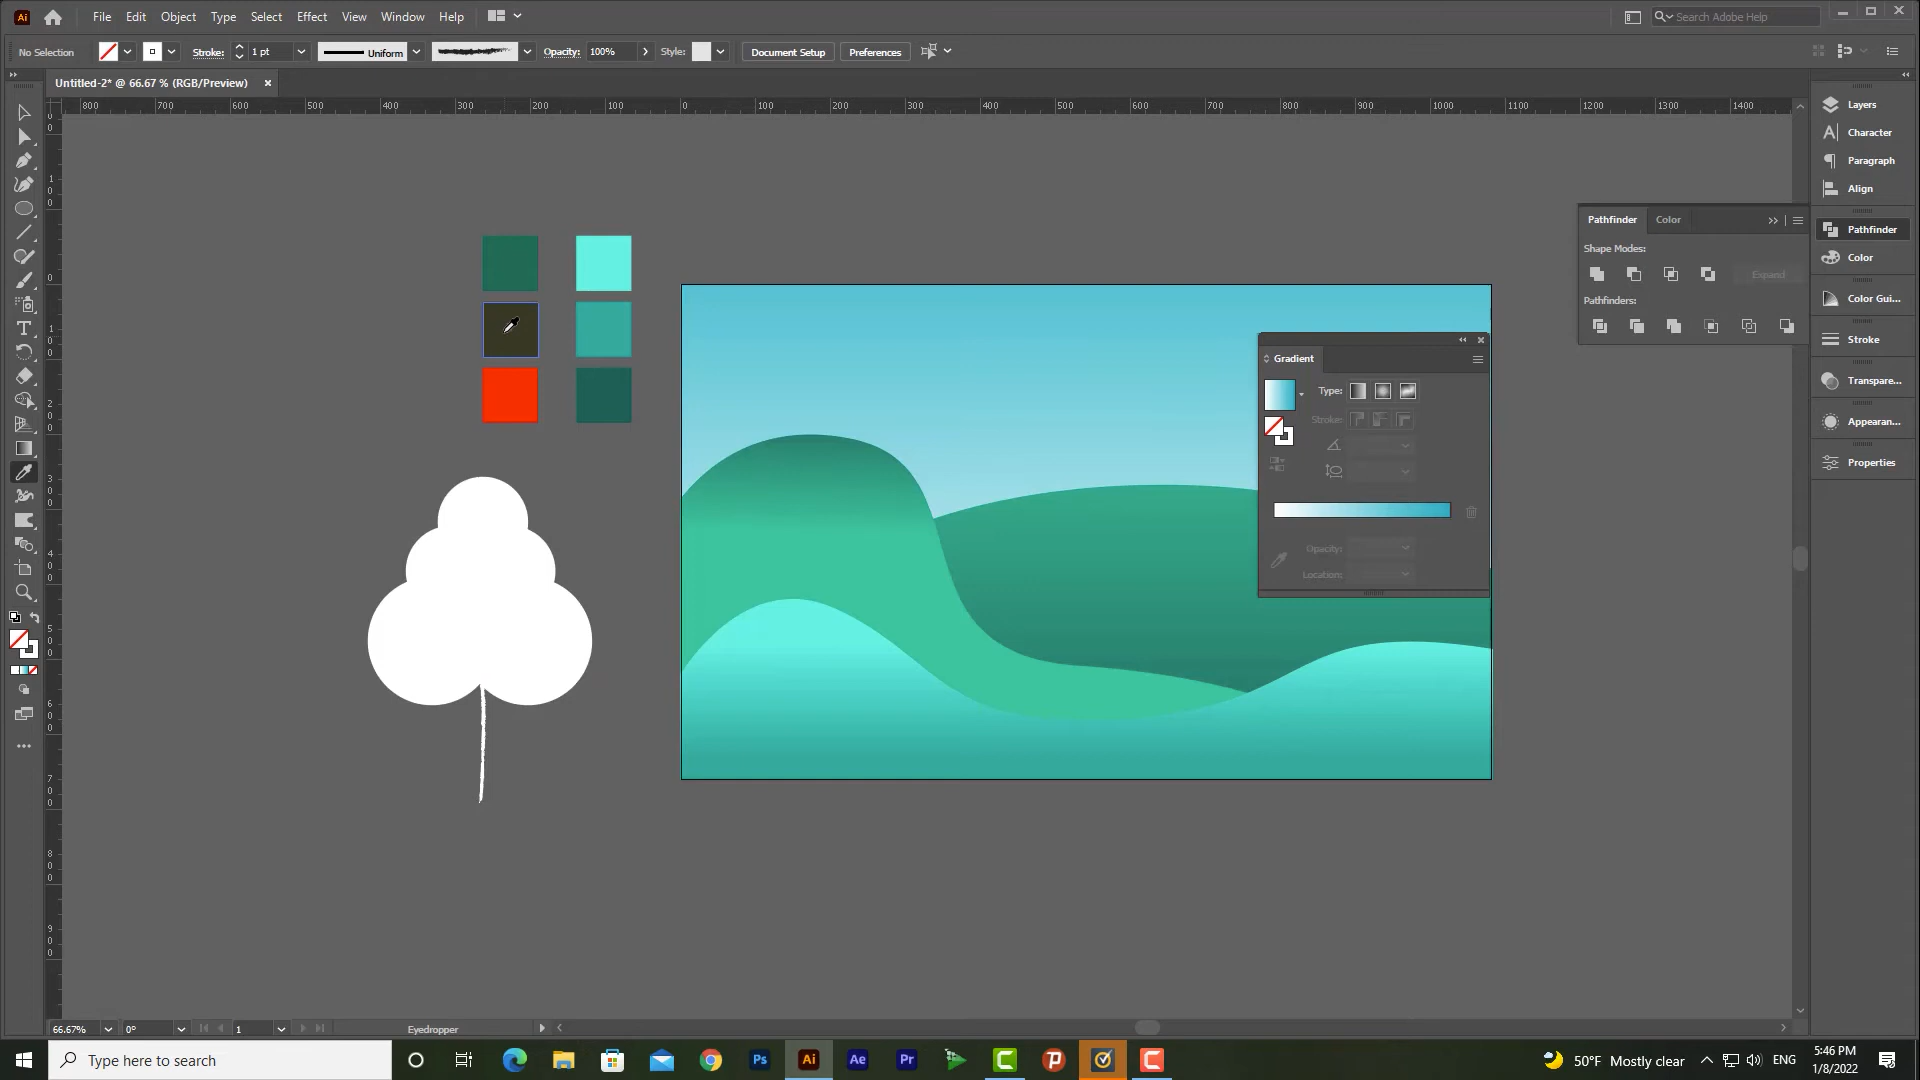 Ai File Edit Object Select Type Effect View Window Help Search Adobe Help
No Selection Stroke: 1 pt Uniform Opacity: 100% Style: Document Setup Preferences
Untitled-2* @ 66.67 % (RGB/Preview) ×
800 700 600 500 400 300 200 100 0 100 200 300 400 500 600 700 800 900 1000 1100 1200 1300 1400
Layers
Character
Paragraph
Align
Pathfinder
Color
Color Gui...
Stroke
Transpare...
Appearan...
Properties
Pathfinder Color
Shape Modes:
Expand
Pathfinders:
Gradient
Type:
Stroke:
Opacity:
Location:
66.67% 0° 1 Eyedropper
Type here to search
Ps Ai Ae Pr
50°F Mostly clear ENG
5:46 PM
1/8/2022